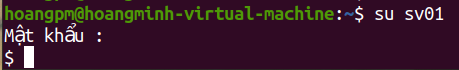 hoangpm@hoangminh-virtual-machine:~$ su sv01
Mật khẩu :
$